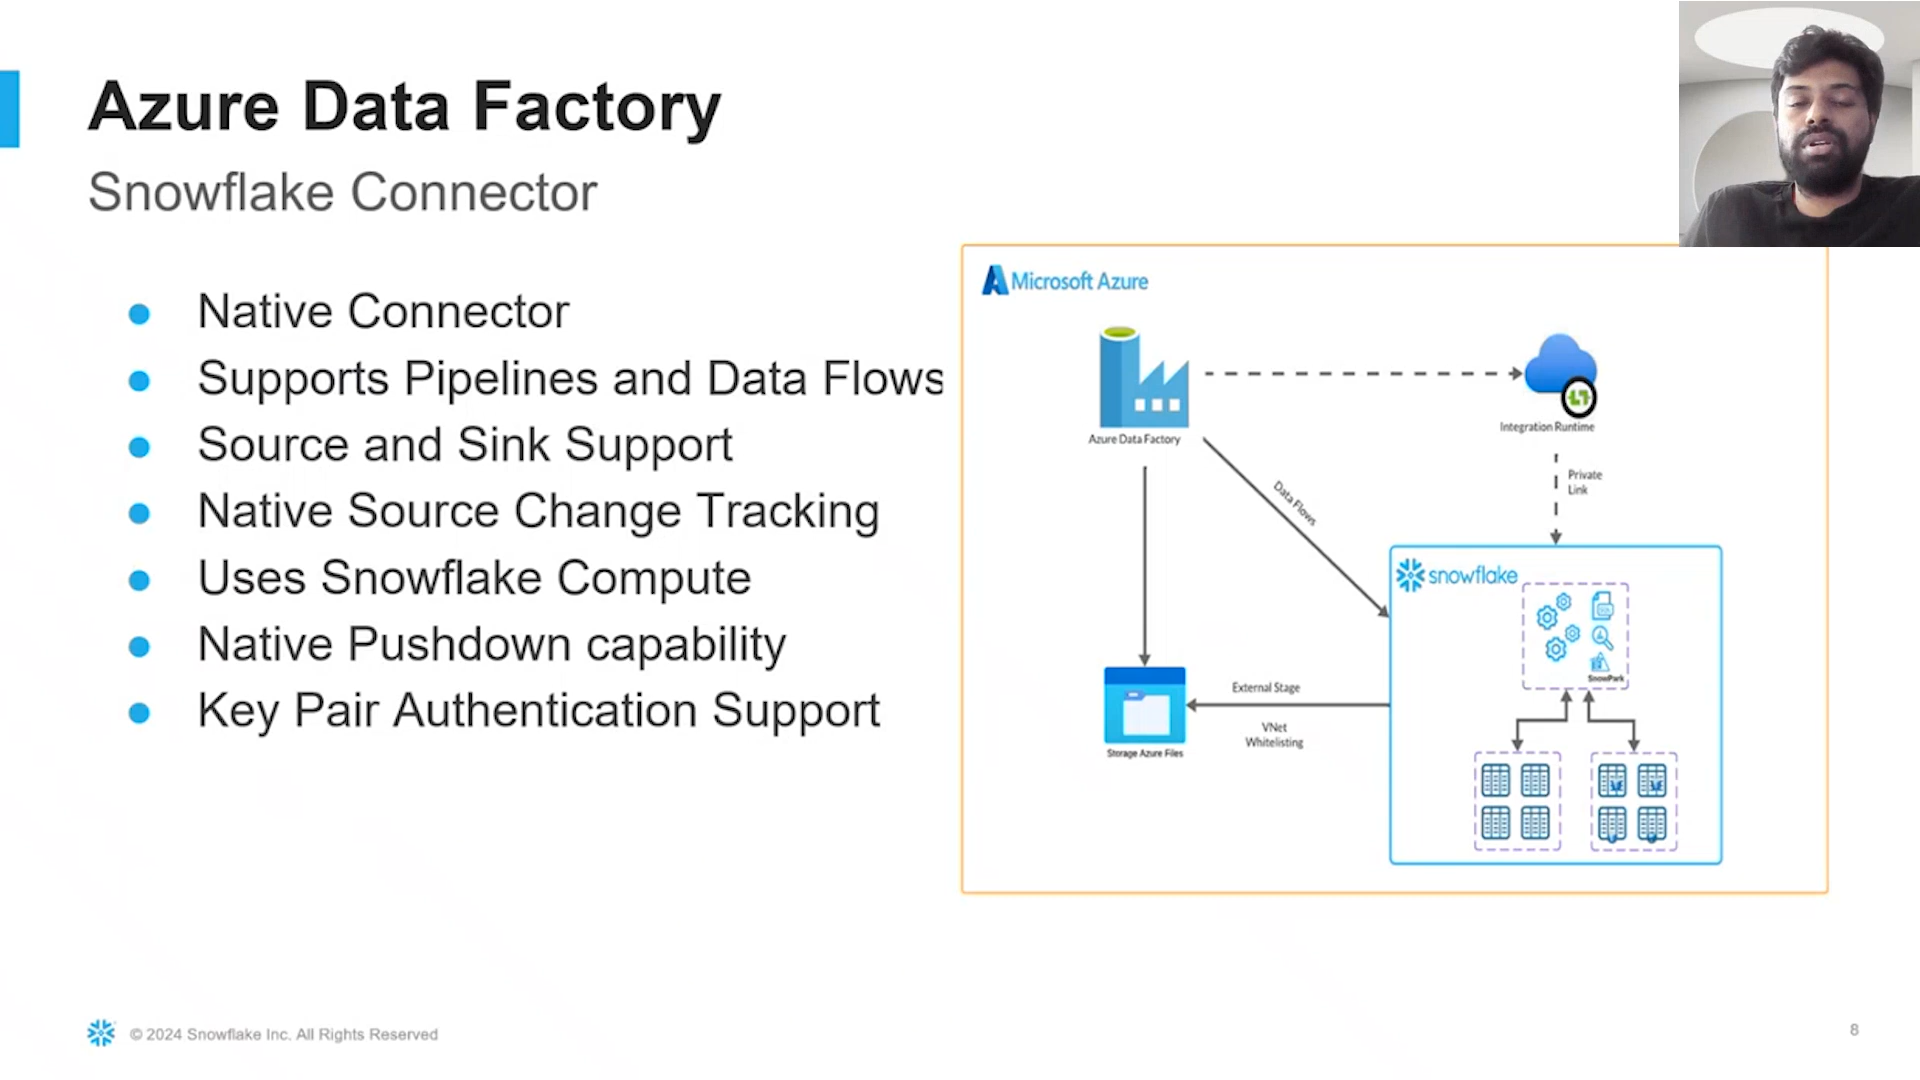 Azure Data Factory
Snowflake Connector
Native Connector
Supports Pipelines and Data Flows
Source and Sink Support
Native Source Change Tracking
Uses Snowflake Compute
Native Pushdown capability
Key Pair Authentication Support
Microsoft Azure
Azure Data Factory
Integration Runtime
Private
Link
Data Flows
snowflake
SnowPark
External Stage
VNet
Whitelisting
Storage Azure Files
© 2024 Snowflake Inc. All Rights Reserved
8